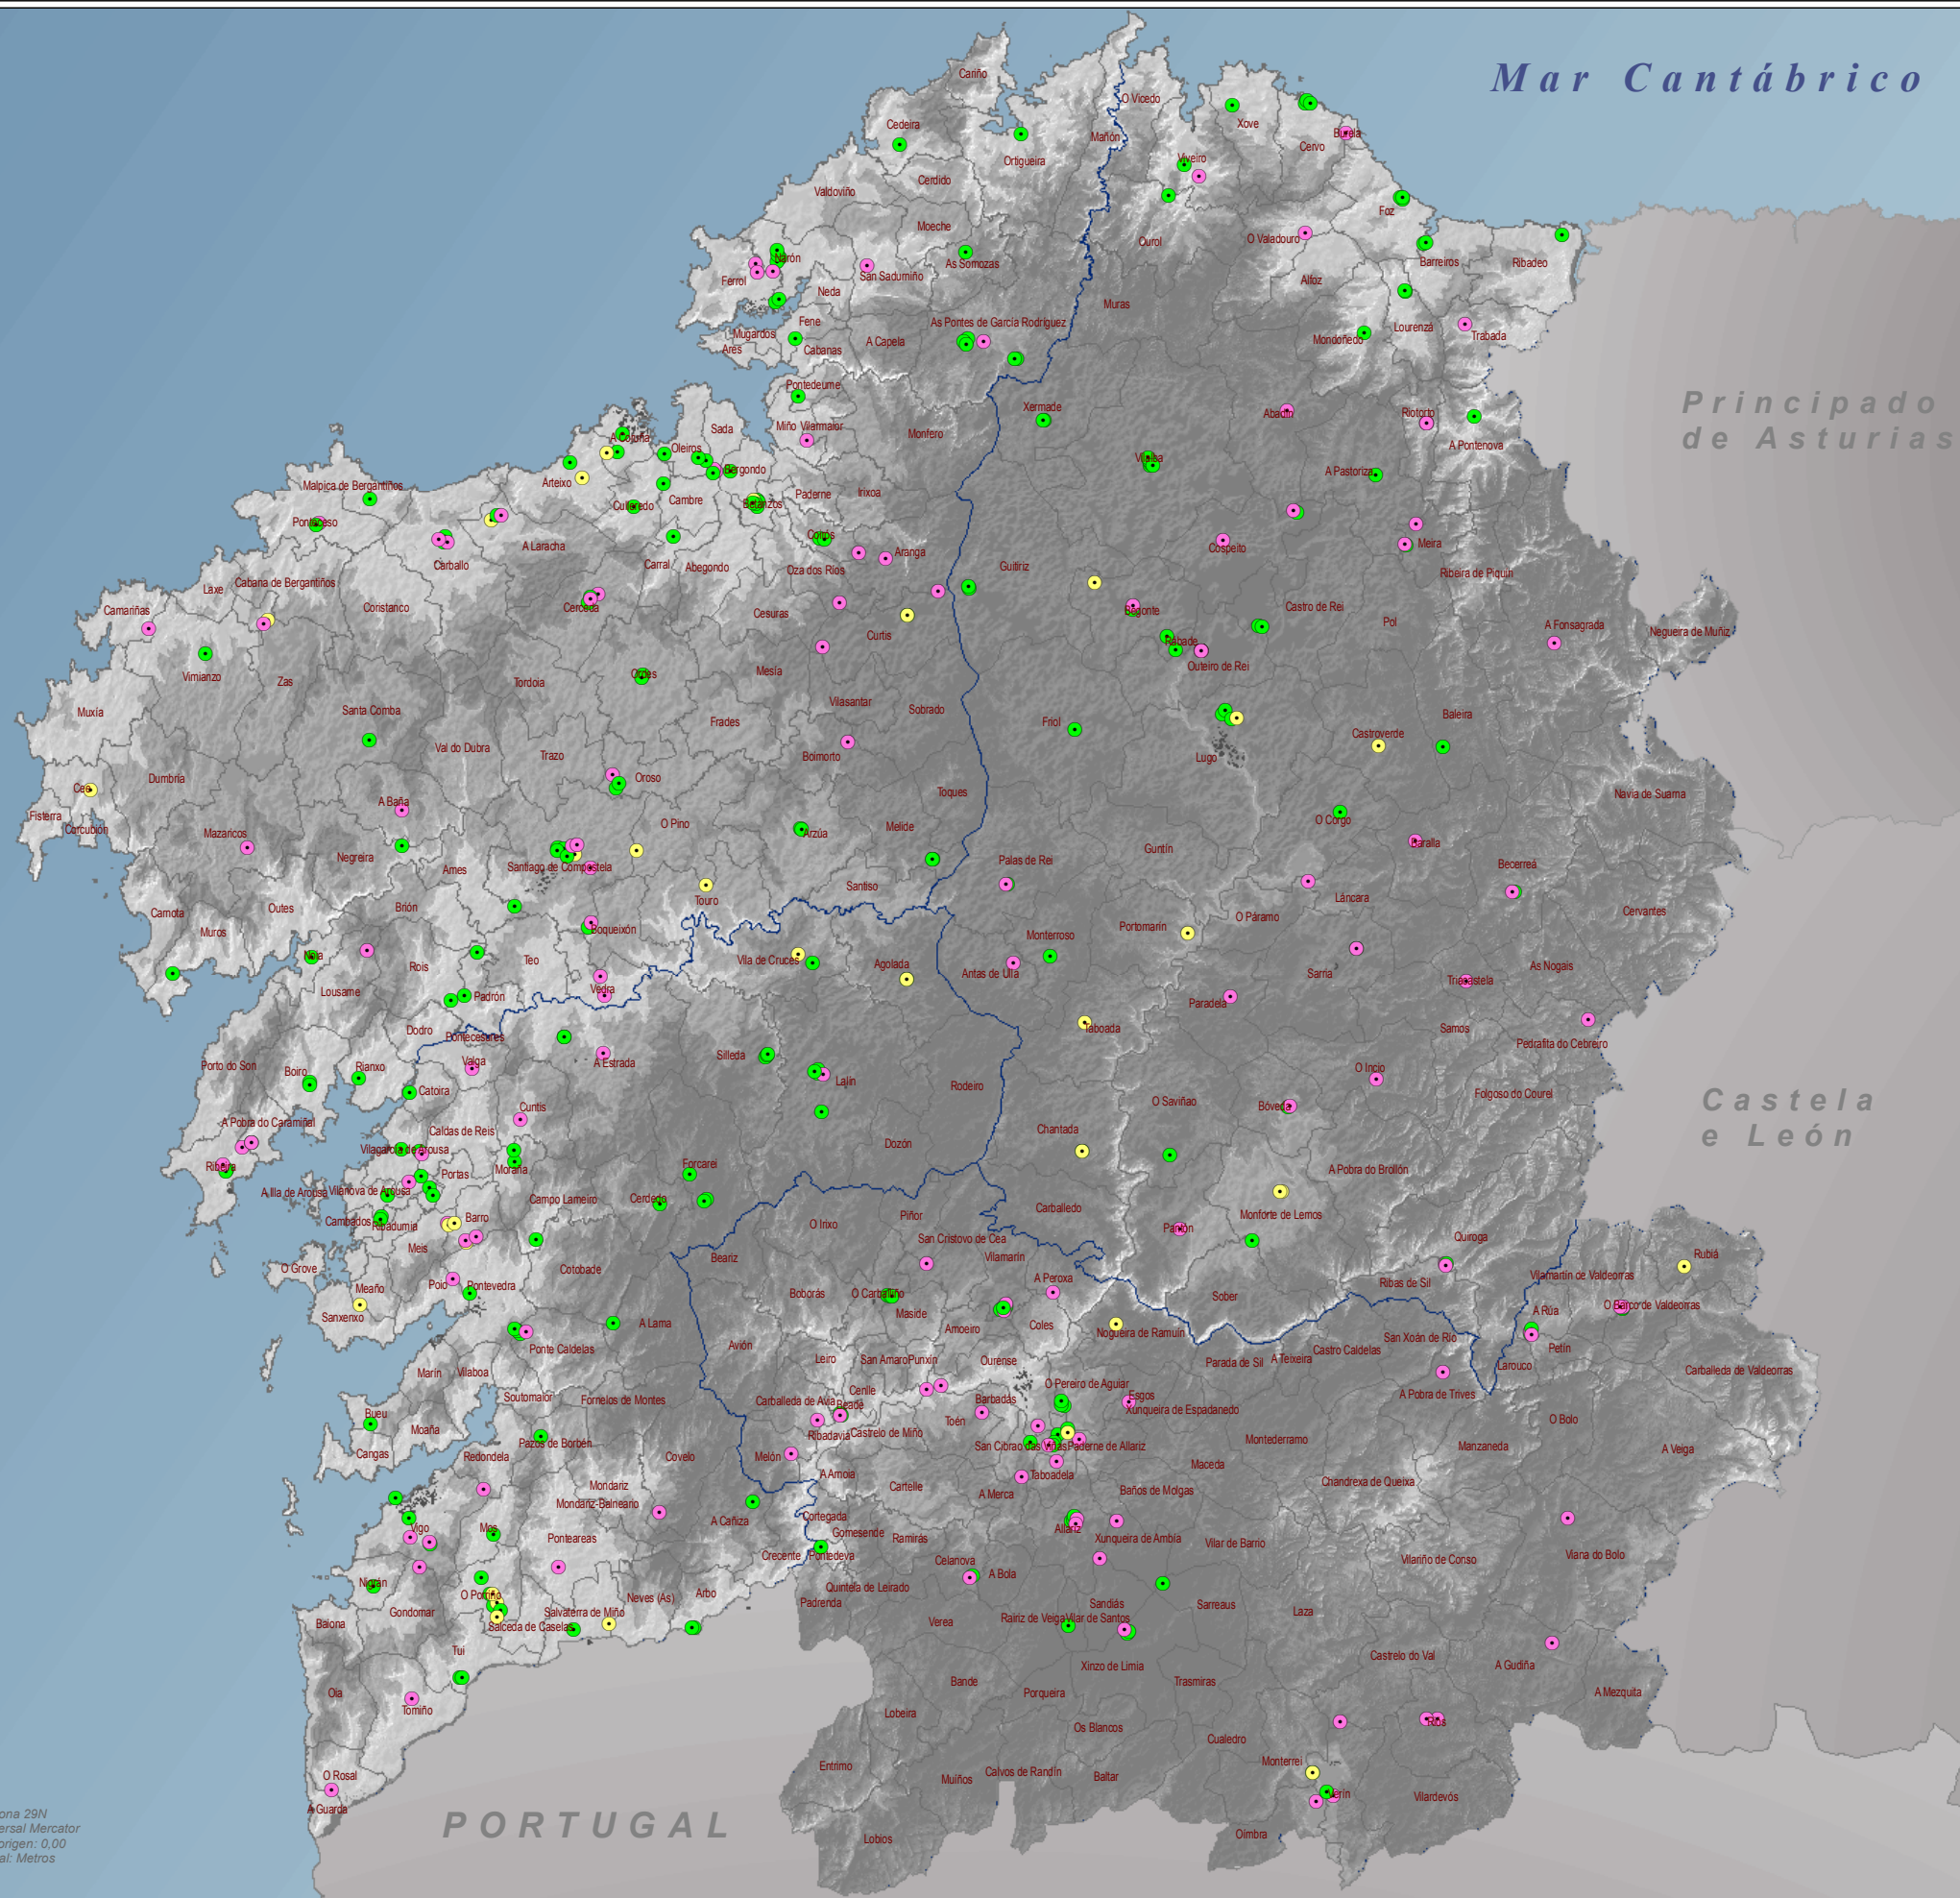 Mar Cantábrico
Cariño
O Vicedo
Xove
Cedeira
Mañón
Burela
Cervo
Ortigueira
Viveiro
Cerdido
Valdoviño
Foz
Moeche
O Valadouro
Ourol
Narón
As Somozas
Barreiros
Ribadeo
San Sadurniño
Ferrol
Alfoz
Neda
Muras
Fene
As Pontes de García Rodríguez
Mugardos
Lourenzá
Trabada
Mondoñedo
A Capela
Ares
Cabanas
Pontedeume
Principado
de Asturias
Xermade
Abadín
Riotorto
Miño
Vilarmaior
Sada
Monfero
A Coruña
A Pontenova
Oleiros
Vilalba
Bergondo
A Pastoriza
Arteixo
Malpica de Bergantiños
Cambre
Paderne
Irixoa
Culleredo
Betanzos
Ponteceso
Coirós
A Laracha
Meira
Cospeito
Aranga
Carballo
Carral
Abegondo
Oza dos Ríos
Guitiriz
Ribeira de Piquín
Cabana de Bergantiños
Laxe
Coristanco
Cerceda
Castro de Rei
Camariñas
Begonte
Cesuras
Pol
A Fonsagrada
Negueira de Muñiz
Curtis
Rábade
Outeiro de Rei
Mesía
Ordes
Vimianzo
Zas
Tordoia
Vilasantar
Muxía
Santa Comba
Sobrado
Baleira
Frades
Friol
Castroverde
Val do Dubra
Trazo
Boimorto
Lugo
Dumbría
Oroso
Cee
Toques
Navia de Suarna
A Baña
Fisterra
O Corgo
O Pino
Corcubión
Mazaricos
Arzúa
Melide
Baralla
Guntín
Negreira
Palas de Rei
Becerreá
Santiago de Compostela
Ames
Santiso
Láncara
Touro
Brión
Outes
Carnota
Cervantes
O Páramo
Portomarín
Muros
Boqueixón
Monterroso
Noia
Teo
Vila de Cruces
Agolada
Rois
As Nogais
Antas de Ulla
Sarria
Triacastela
Lousame
Vedra
Padrón
Paradela
Dodro
Taboada
Samos
Pontecesures
Pedrafita do Cebreiro
Silleda
Valga
A Estrada
Porto do Son
Rianxo
O Incio
Boiro
Lalín
Rodeiro
Catoira
Folgoso do Courel
Castela
e León
O Saviñao
Cuntis
Bóveda
A Pobra do Caramiñal
Caldas de Reis
Chantada
Dozón
Vilagarcía de Arousa
Forcarei
Ribeira
Moraña
A Pobra do Brollón
Portas
A Illa de Arousa
Vilanova de Arousa
Campo Lameiro
Cerdedo
Carballedo
Piñor
Monforte de Lemos
Cambados
Ribadumia
Barro
O Irixo
Pantón
Quiroga
San Cristovo de Cea
Meis
Beariz
Vilamarín
Rubiá
O Grove
Cotobade
Vilamartín de Valdeorras
A Peroxa
Poio
Pontevedra
Ribas de Sil
Meaño
Boborás
O Carballiño
Sober
O Barco de Valdeorras
A Rúa
Sanxenxo
Maside
A Lama
Coles
Amoeiro
Nogueira de Ramuín
San Xoán de Río
Avión
Ponte Caldelas
Petín
Castro Caldelas
Leiro
San Amaro
Punxín
Ourense
Parada de Sil
A Teixeira
Larouco
Marín
Vilaboa
Carballeda de Valdeorras
O Pereiro de Aguiar
Cenlle
A Pobra de Trives
Soutomaior
Fornelos de Montes
Carballeda de Avia
Beade
Barbadás
Esgos
Xunqueira de Espadanedo
Bueu
Toén
O Bolo
Moaña
Ribadavia
Castrelo de Miño
Pazos de Borbén
Montederramo
San Cibrao das Viñas
Paderne de Allariz
Manzaneda
A Veiga
Cangas
Redondela
Covelo
Melón
Maceda
A Arnoia
Taboadela
Chandrexa de Queixa
Mondariz
Cartelle
Baños de Molgas
A Merca
Mondariz-Balneario
A Cañiza
Cortegada
Vigo
Mos
Allariz
Gomesende
Ponteareas
Ramirás
Xunqueira de Ambía
Vilar de Barrio
Crecente
Pontedeva
Celanova
Viana do Bolo
Vilariño de Conso
A Bola
Nigrán
Quintela de Leirado
O Porriño
Arbo
Neves (As)
Padrenda
Sandiás
Sarreaus
Gondomar
Salvaterra de Miño
Laza
Rairiz de Veiga
Vilar de Santos
Verea
Baiona
Salceda de Caselas
Tui
Castrelo do Val
Xinzo de Limia
A Gudiña
Bande
Trasmiras
Oia
Porqueira
A Mezquita
Tomiño
Lobeira
Riós
Os Blancos
Cualedro
Monterrei
Entrimo
Calvos de Randín
Baltar
O Rosal
Muíños
Verín
Vilardevós
A Guarda
PORTUGAL
Oímbra
Lobios
ona 29N
ersal Mercator
origen: 0,00
al: Metros